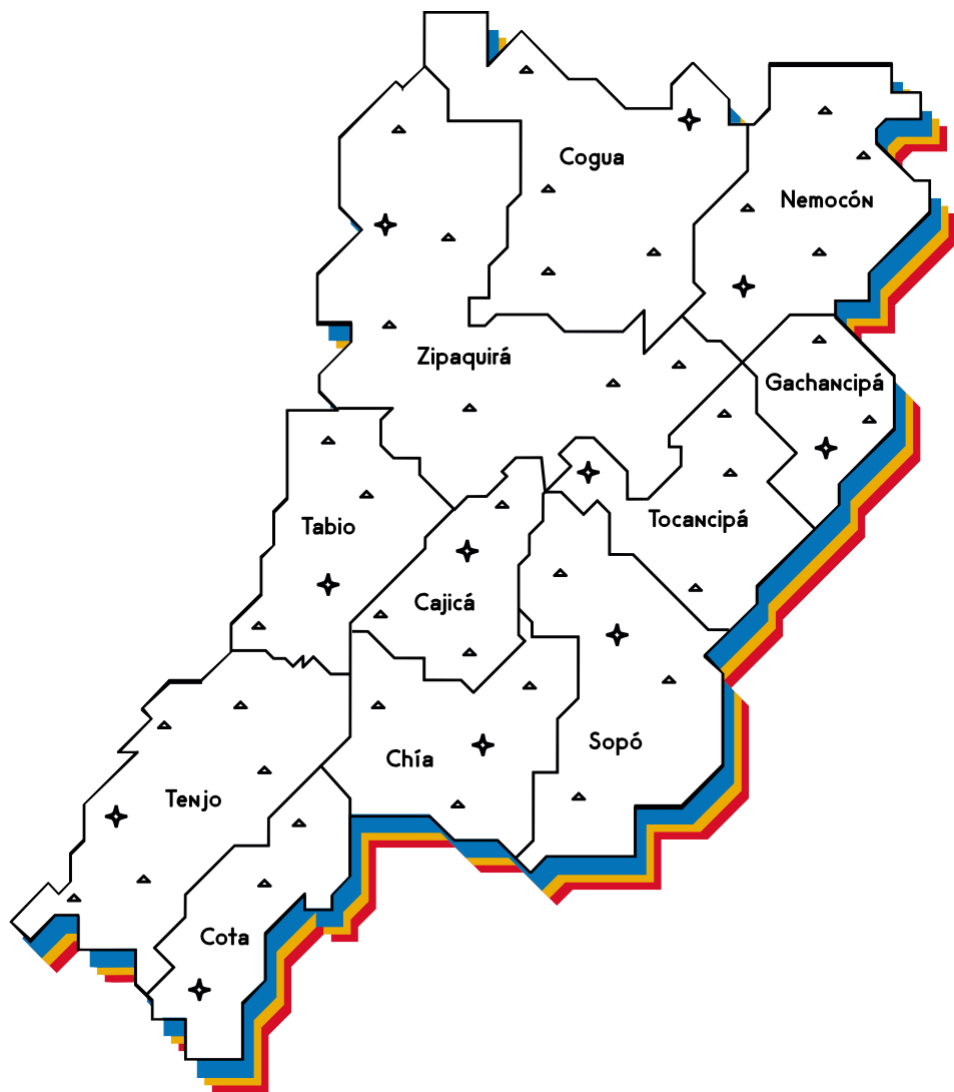 Cogua
Nemocón
Zipaquirá
Gachancipá
Tabio
Tocancipá
Cajicá
Sopó
Chía
Tenjo
Cota